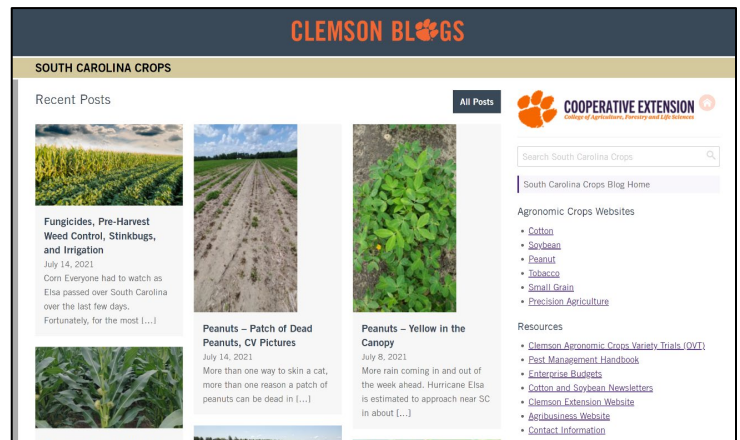 CLEMSON BLOGS
SOUTH CAROLINA CROPS
Recent Posts
All Posts
Fungicides, Pre-Harvest
Weed Control, Stinkbugs,
and Irrigation
July 14, 2021
Corn Everyone had to watch as
Elsa passed over South Carolina
over the last few days.
Fortunately, for the most [...]
Peanuts – Patch of Dead
Peanuts, CV Pictures
July 14, 2021
More than one way to skin a cat,
more than one reason a patch of
peanuts can be dead in [...]
Peanuts – Yellow in the
Canopy
July 8, 2021
More rain coming in and out of
the week ahead. Hurricane Elsa
is estimated to approach near SC
in about [...]
COOPERATIVE EXTENSION
College of Agriculture, Forestry and Life Sciences
Search South Carolina Crops
South Carolina Crops Blog Home
Agronomic Crops Websites
Cotton
Soybean
Peanut
Tobacco
Small Grain
Precision Agriculture
Resources
Clemson Agronomic Crops Variety Trials (OVT)
Pest Management Handbook
Enterprise Budgets
Cotton and Soybean Newsletters
Clemson Extension Website
Agribusiness Website
Contact Information